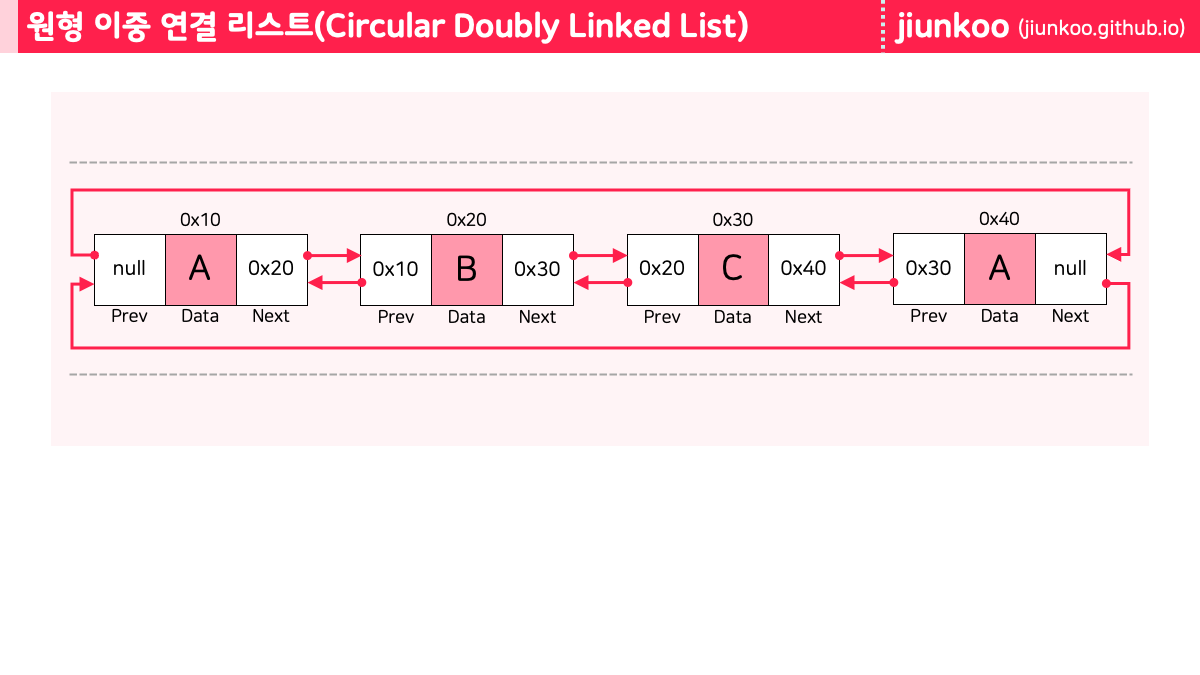 원형 이중 연결 리스트(Circular Doubly Linked List)
jiunkoo (jiunkoo.github.io)
0x10 0x20 0x30 0x40
null A 0x20 0x10 B 0x30 0x20 C 0x40 0x30 A null
Prev Data Next Prev Data Next Prev Data Next Prev Data Next